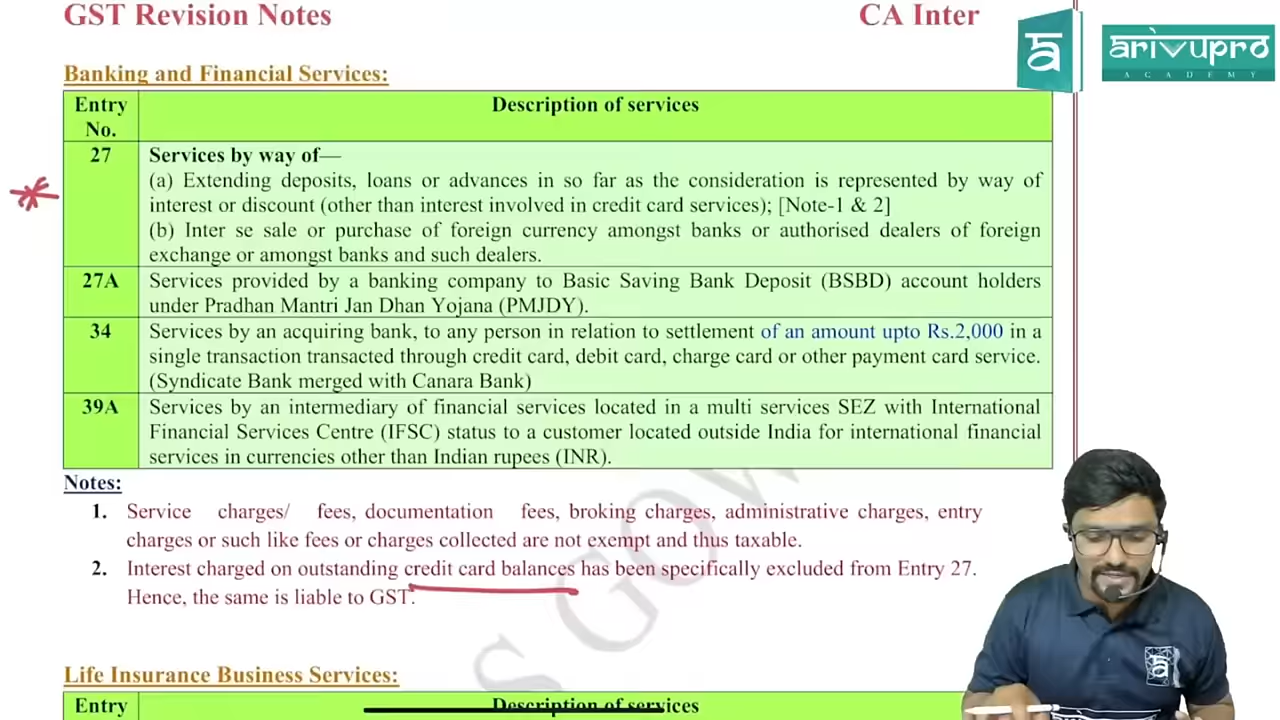 GST Revision Notes
CA Inter
arivupro
ACADEMY
Banking and Financial Services:
Entry No.
Description of services
27
Services by way of—
(a) Extending deposits, loans or advances in so far as the consideration is represented by way of
interest or discount (other than interest involved in credit card services); [Note-1 & 2]
(b) Inter se sale or purchase of foreign currency amongst banks or authorised dealers of foreign
exchange or amongst banks and such dealers.
27A
Services provided by a banking company to Basic Saving Bank Deposit (BSBD) account holders
under Pradhan Mantri Jan Dhan Yojana (PMJDY).
34
Services by an acquiring bank, to any person in relation to settlement of an amount upto Rs.2,000 in a
single transaction transacted through credit card, debit card, charge card or other payment card service.
(Syndicate Bank merged with Canara Bank)
39A
Services by an intermediary of financial services located in a multi services SEZ with International
Financial Services Centre (IFSC) status to a customer located outside India for international financial
services in currencies other than Indian rupees (INR).
Notes:
1. Service charges/ fees, documentation fees, broking charges, administrative charges, entry
charges or such like fees or charges collected are not exempt and thus taxable.
2. Interest charged on outstanding credit card balances has been specifically excluded from Entry 27.
Hence, the same is liable to GST.
Life Insurance Business Services:
Entry
Description of services